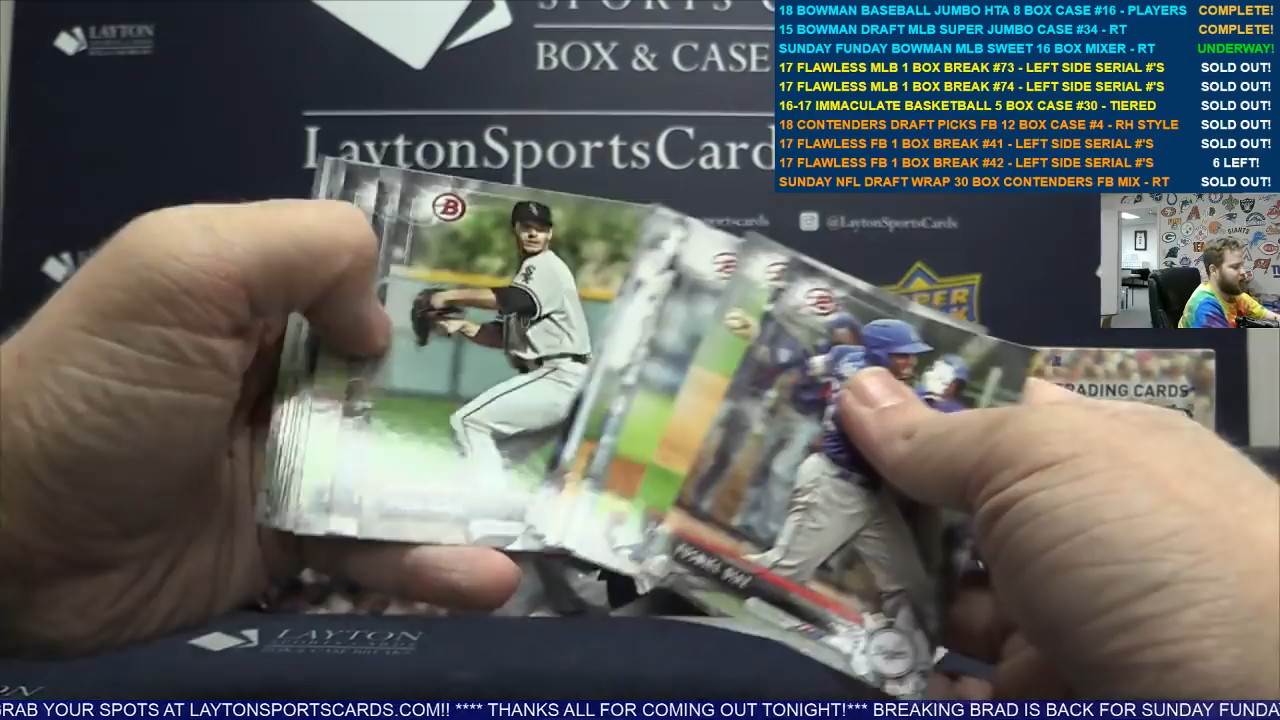 18 BOWMAN BASEBALL JUMBO HTA 8 BOX CASE #16 - PLAYERS COMPLETE!
15 BOWMAN DRAFT MLB SUPER JUMBO CASE #34 - RT COMPLETE!
SUNDAY FUNDAY BOWMAN MLB SWEET 16 BOX MIXER - RT UNDERWAY!
17 FLAWLESS MLB 1 BOX BREAK #73 - LEFT SIDE SERIAL #'S SOLD OUT!
17 FLAWLESS MLB 1 BOX BREAK #74 - LEFT SIDE SERIAL #'S SOLD OUT!
16-17 IMMACULATE BASKETBALL 5 BOX CASE #30 - TIERED SOLD OUT!
18 CONTENDERS DRAFT PICKS FB 12 BOX CASE #4 - RH STYLE SOLD OUT!
17 FLAWLESS FB 1 BOX BREAK #41 - LEFT SIDE SERIAL #'S SOLD OUT!
17 FLAWLESS FB 1 BOX BREAK #42 - LEFT SIDE SERIAL #'S 6 LEFT!
SUNDAY NFL DRAFT WRAP 30 BOX CONTENDERS FB MIX - RT SOLD OUT!
LAYTON
BOX & CASE
LaytonSportsCard
@LaytonSportsCards
B
TRADING CARDS
LAYTON
SPORTS CARDS
GRAB YOUR SPOTS AT LAYTONSPORTSCARDS.COM!! **** THANKS ALL FOR COMING OUT TONIGHT!*** BREAKING BRAD IS BACK FOR SUNDAY FUNDA